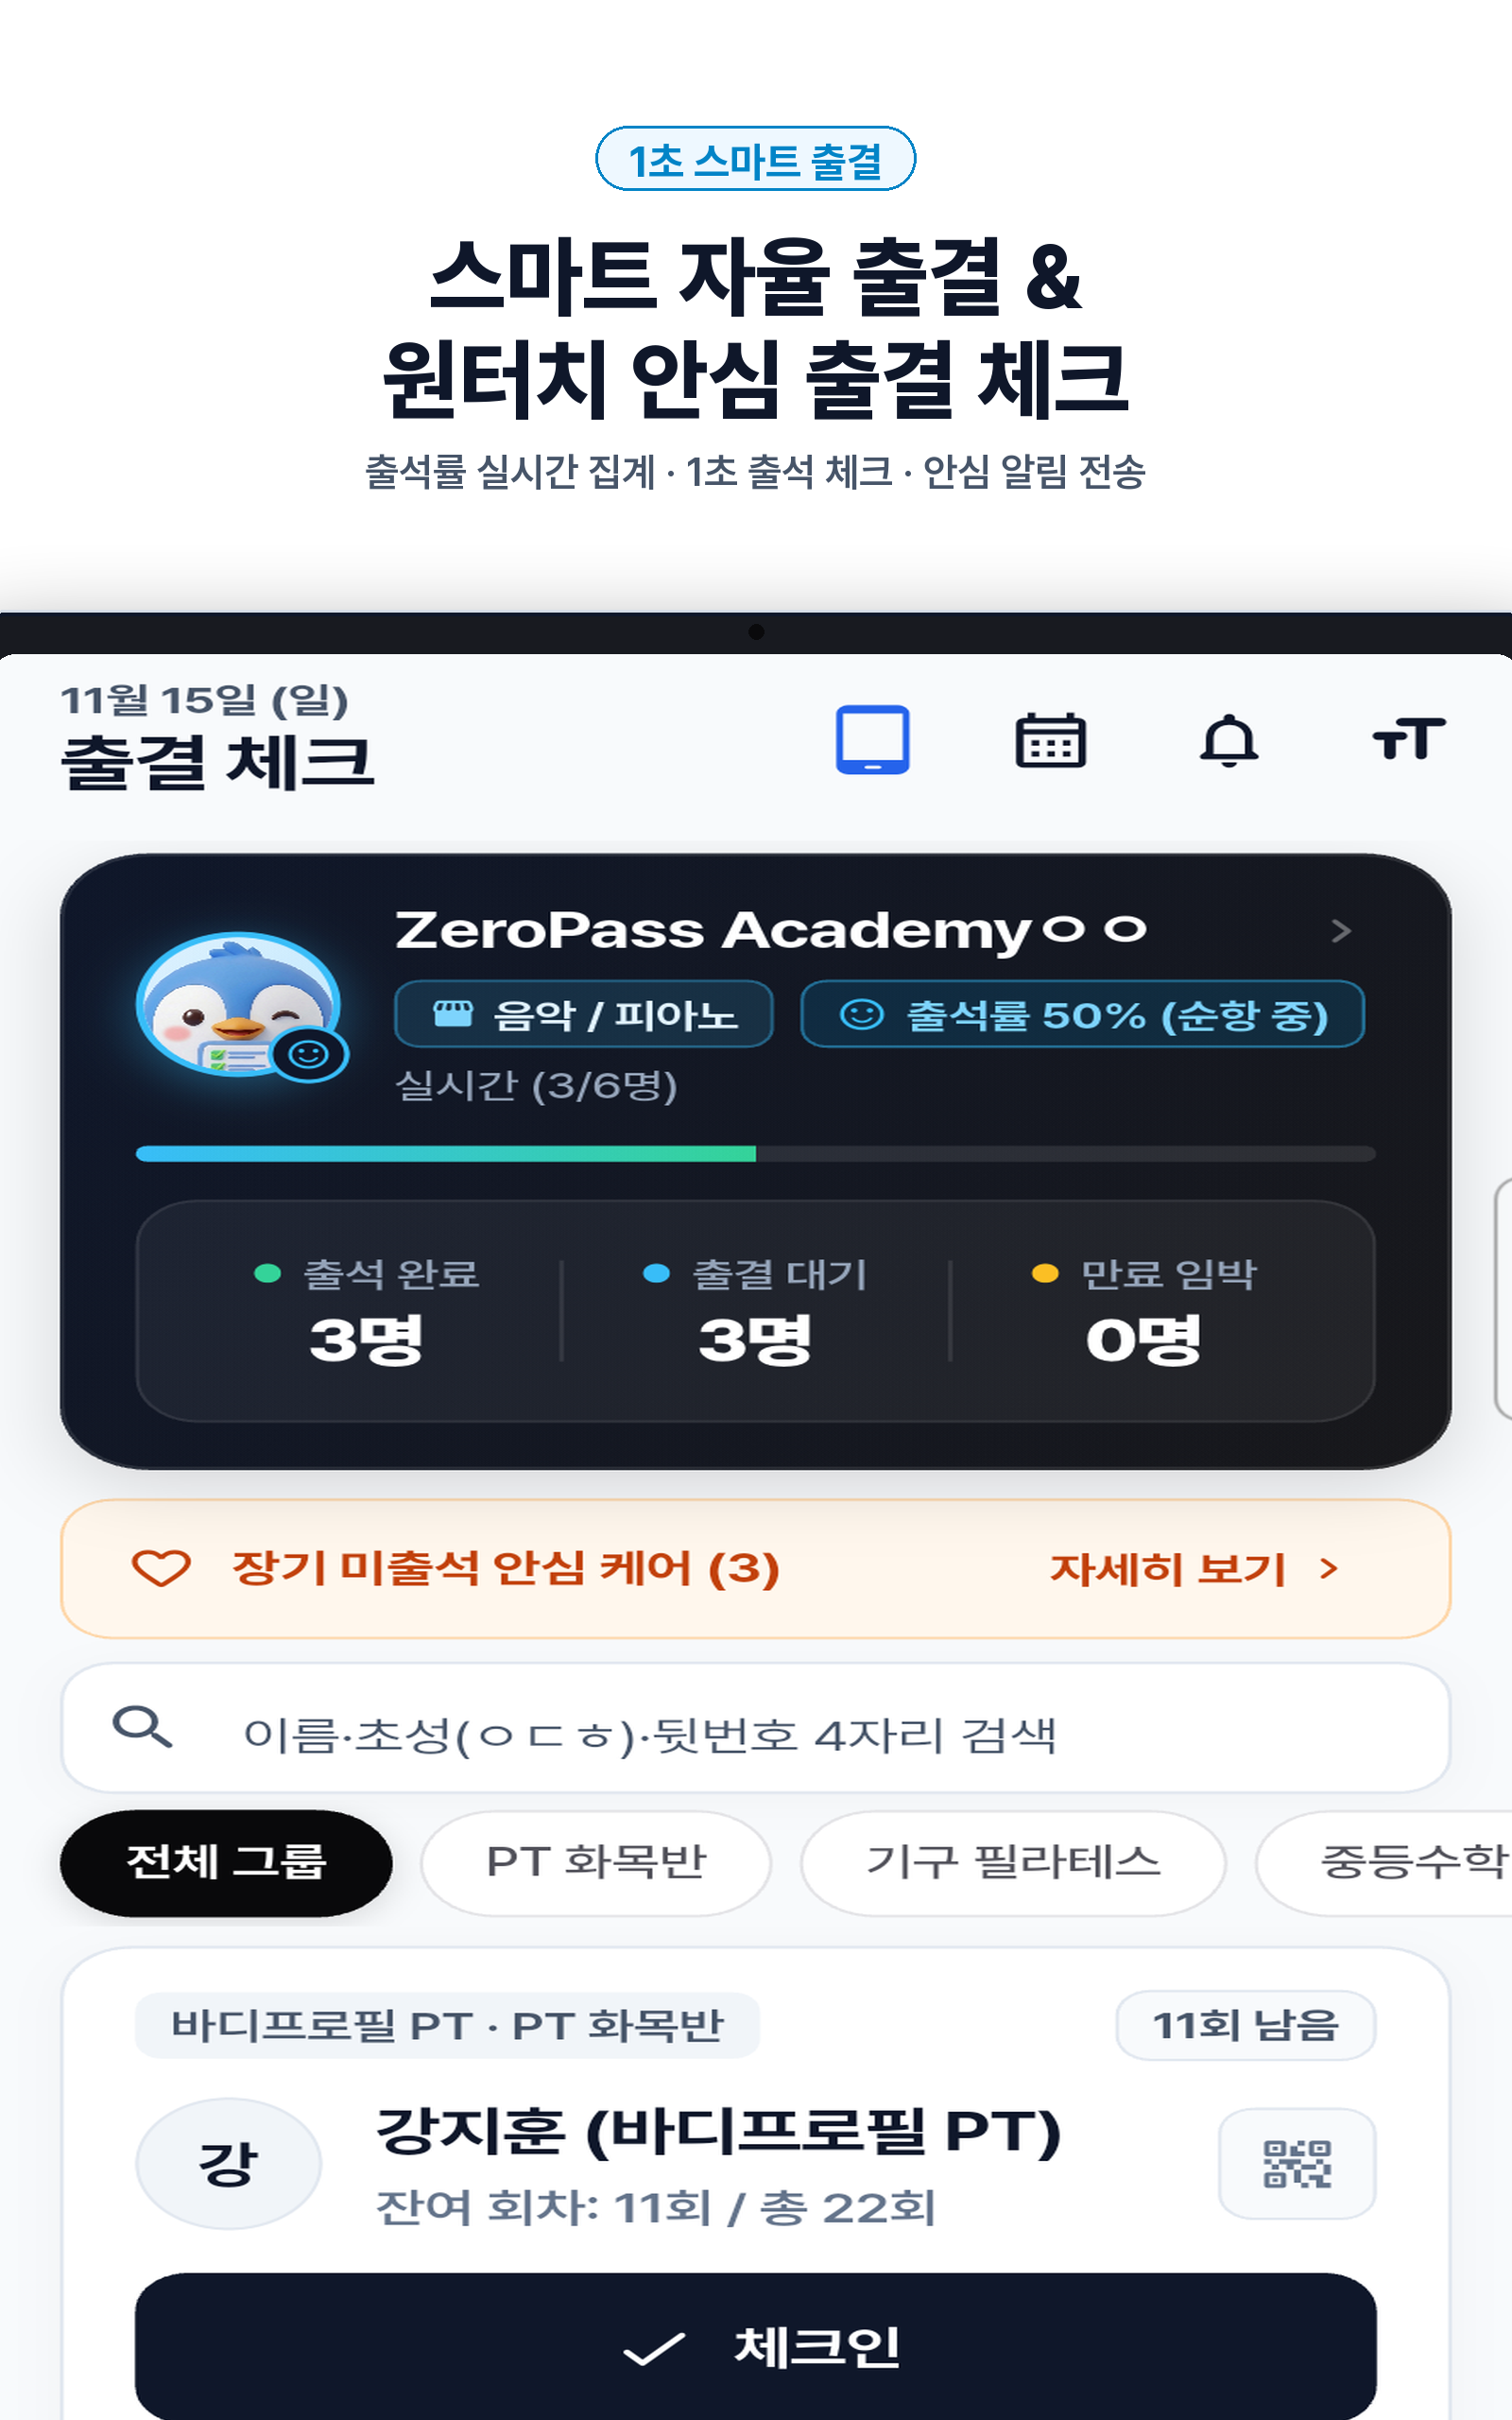 1초 스마트 출결
스마트 자율 출결 &
원터치 안심 출결 체크
출석률 실시간 집계 · 1초 출석 체크 · 안심 알림 전송
11월 15일 (일)
출결 체크
ZeroPass Academyㅇㅇ
음악 / 피아노
출석률 50% (순항 중)
실시간 (3/6명)
출석 완료
3명
출결 대기
3명
만료 임박
0명
장기 미출석 안심 케어 (3)
자세히 보기
이름·초성(ㅇㄷㅎ)·뒷번호 4자리 검색
전체 그룹
PT 화목반
기구 필라테스
중등수학
바디프로필 PT · PT 화목반
11회 남음
강
강지훈 (바디프로필 PT)
잔여 회차: 11회 / 총 22회
체크인